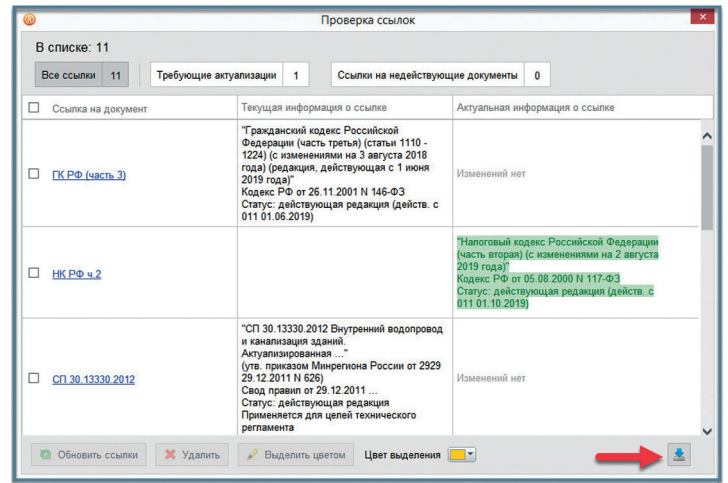 Проверка ссылок
В списке: 11
Все ссылки 11
Требующие актуализации 1
Ссылки на недействующие документы 0
Ссылка на документ
Текущая информация о ссылке
Актуальная информация о ссылке
ГК РФ (часть 3)
"Гражданский кодекс Российской
Федерации (часть третья) (статьи 1110 -
1224) (с изменениями на 3 августа 2018
года) (редакция, действующая с 1 июня
2019 года)"
Кодекс РФ от 26.11.2001 N 146-ФЗ
Статус: действующая редакция (действ. с
011 01.06.2019)
Изменений нет
НК РФ ч.2
"Налоговый кодекс Российской Федерации
(часть вторая) (с изменениями на 2 августа
2019 года)"
Кодекс РФ от 05.08.2000 N 117-ФЗ
Статус: действующая редакция (действ. с
011 01.10.2019)
СП 30.13330.2012
"СП 30.13330.2012 Внутренний водопровод
и канализация зданий.
Актуализированная ..."
(утв. приказом Минрегиона России от 2929
29.12.2011 N 626)
Свод правил от 29.12.2011 ...
Статус: действующая редакция
Применяется для целей технического
регламента
Изменений нет
Обновить ссылки
Удалить
Выделить цветом
Цвет выделения